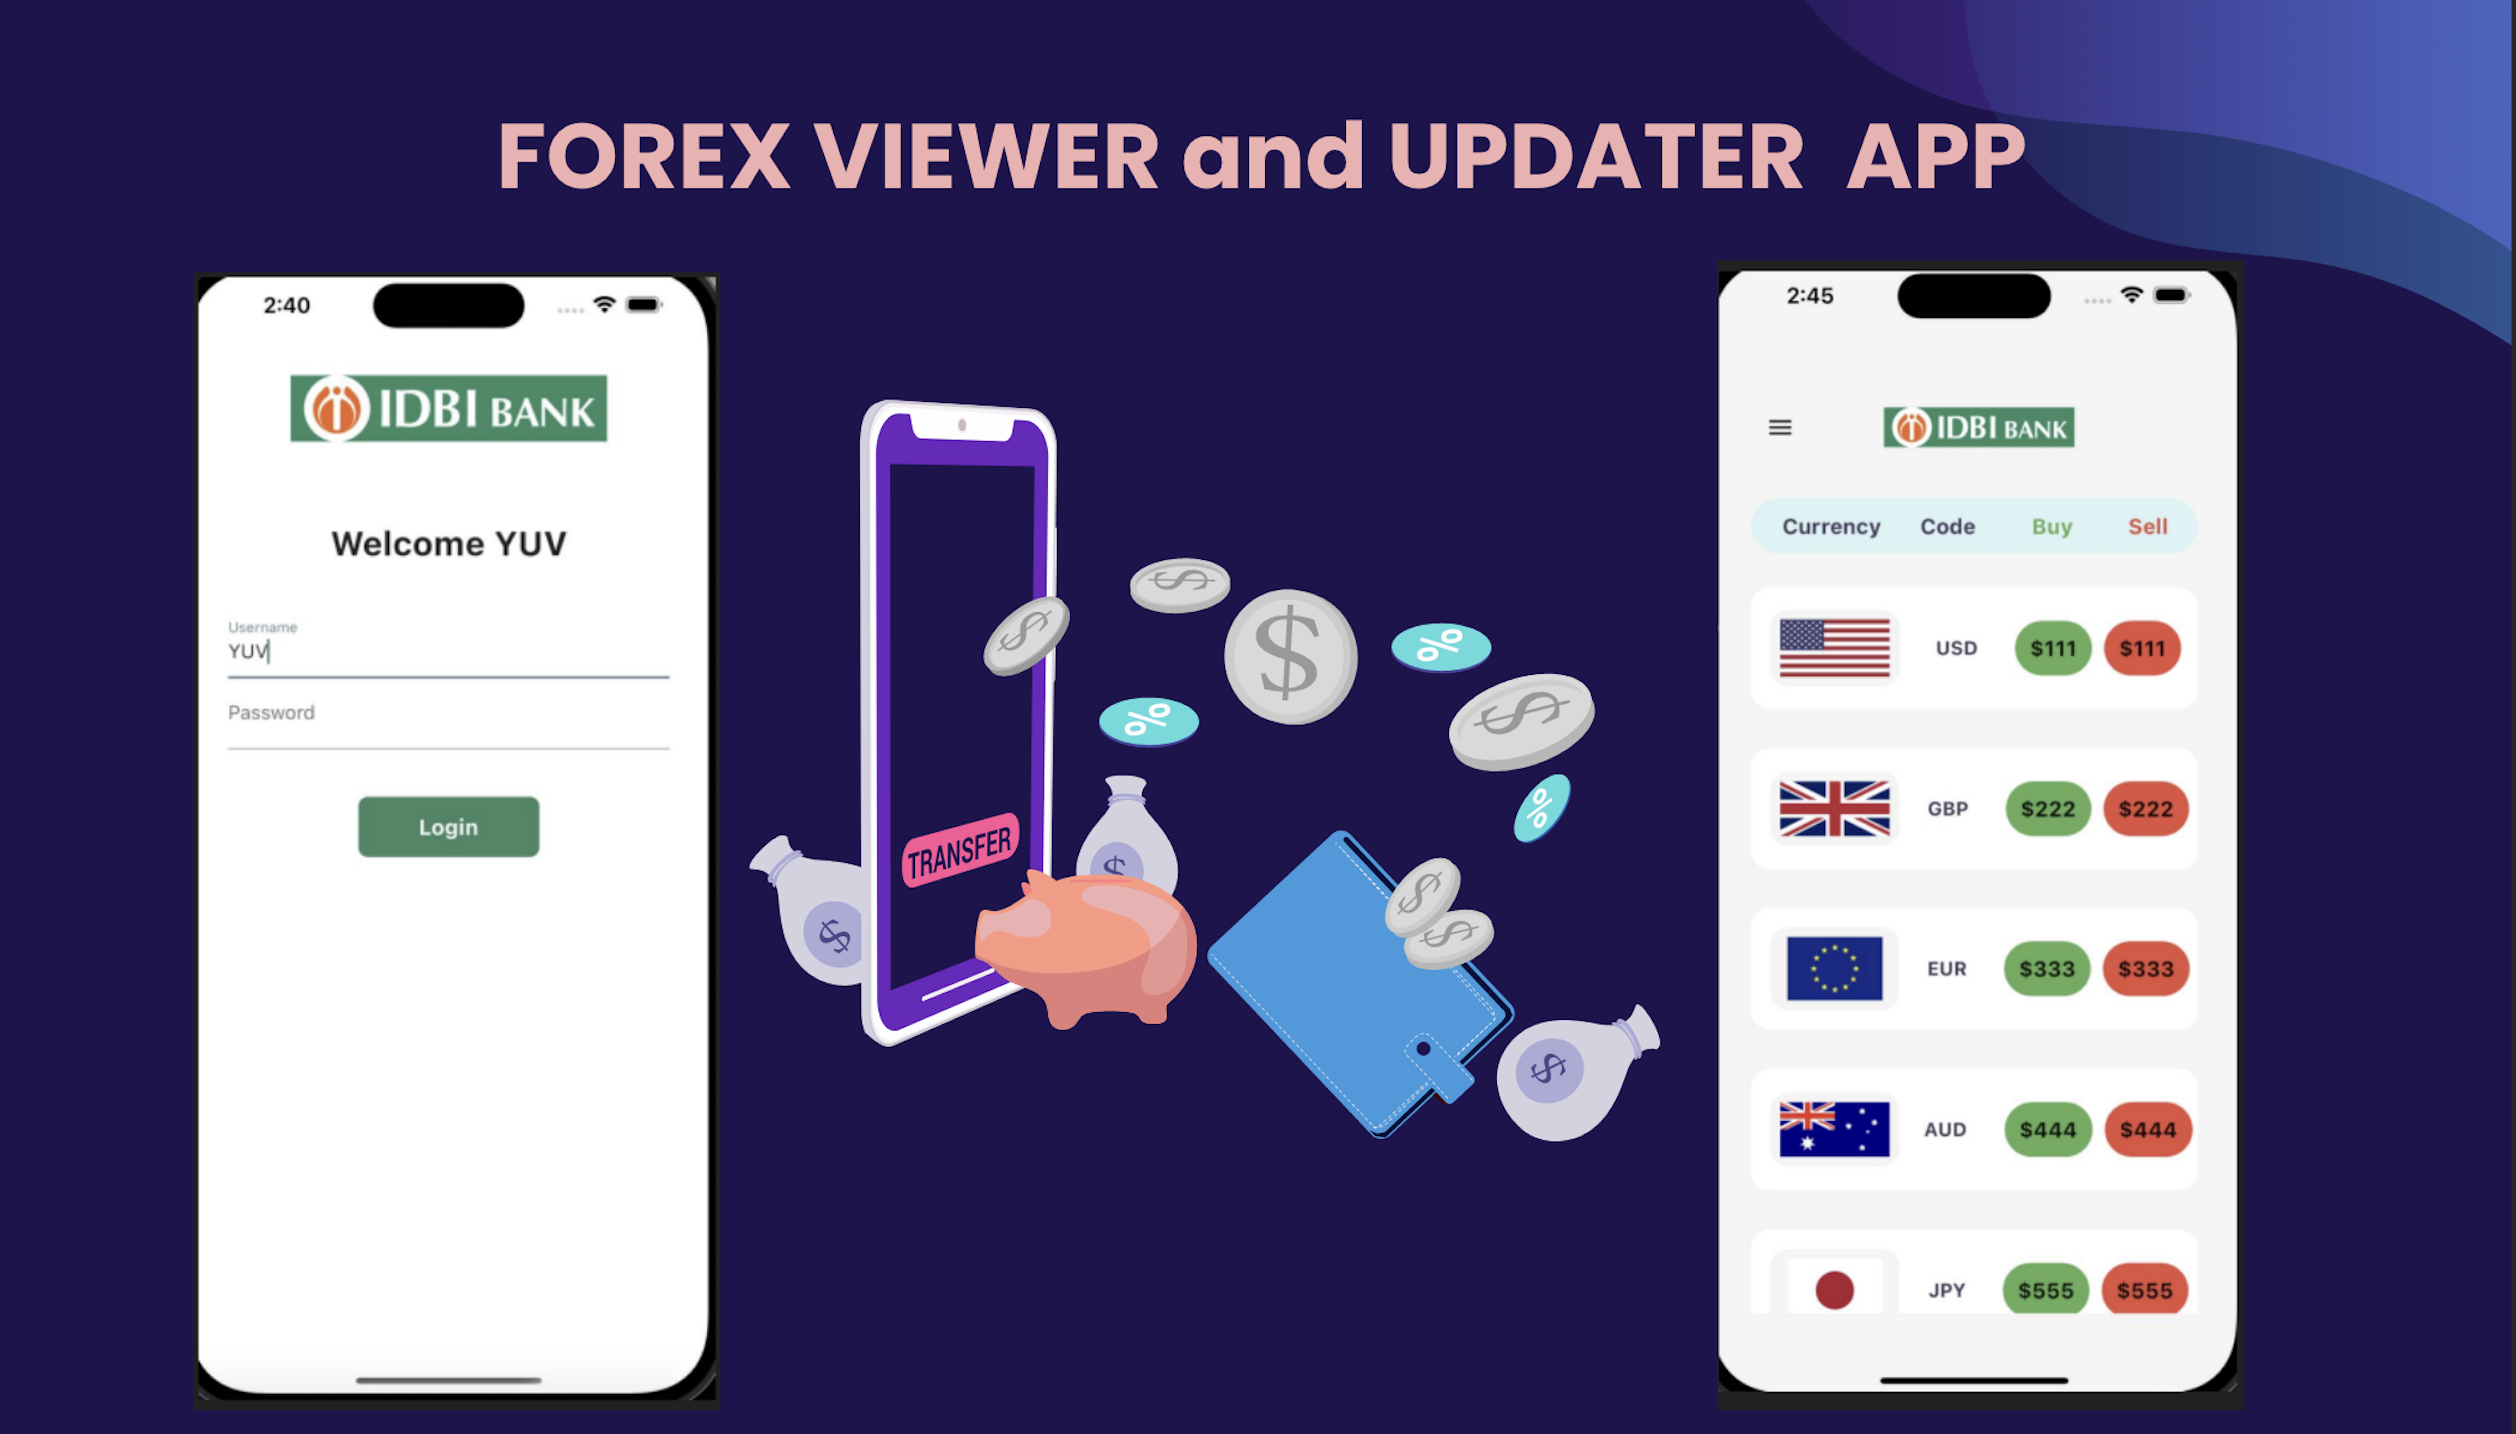 FOREX VIEWER and UPDATER APP
2:40
IDBI BANK
Welcome YUV
Username
YUV
Password
Login
TRANSFER
$
$
$
$
%
%
%
$
$
$
$
$
2:45
IDBI BANK
Currency Code Buy Sell
USD $111 $111
GBP $222 $222
EUR $333 $333
AUD $444 $444
JPY $555 $555